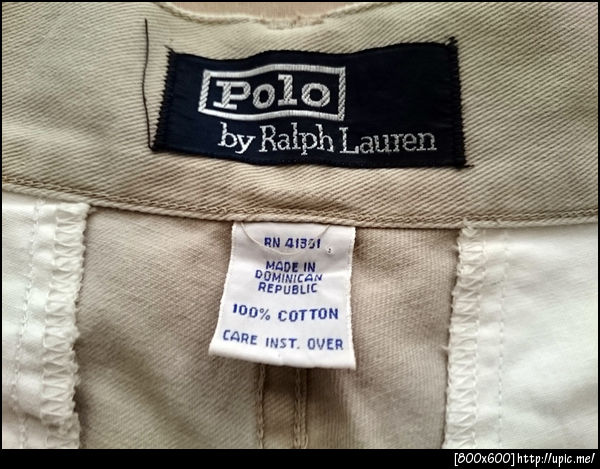 Polo
by Ralph Lauren
RN 41381
MADE IN
DOMINICAN
REPUBLIC
100% COTTON
CARE INST. OVER
[800x600]http://upic.me/